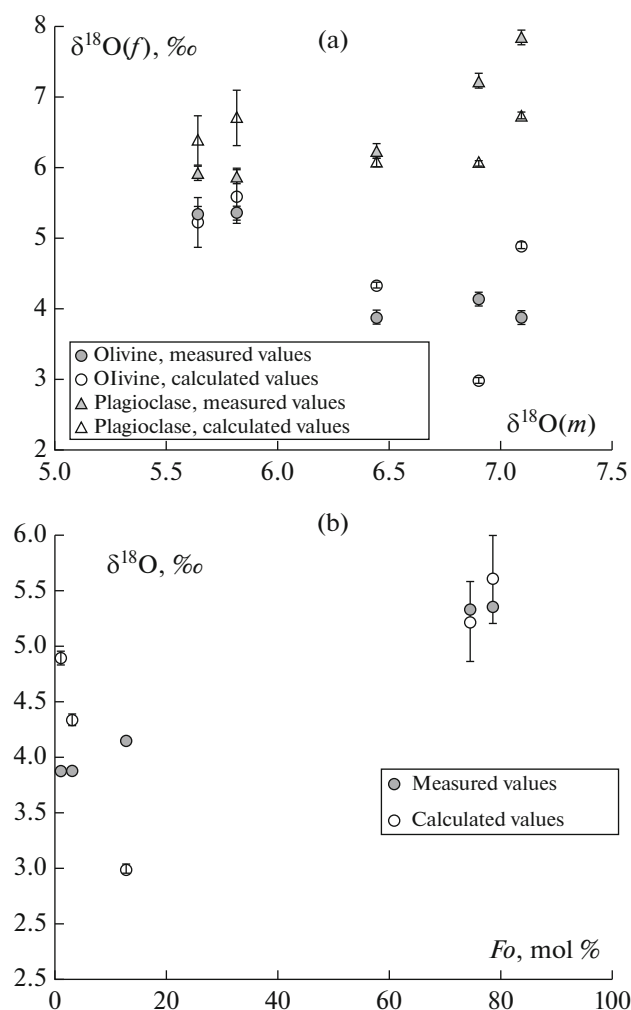 8
δ¹⁸O(f), ‰
(a)
7
6
5
4
Olivine, measured values
OIivine, calculated values
3
Plagioclase, measured values
Plagioclase, calculated values
δ¹⁸O(m)
2
5.0 5.5 6.0 6.5 7.0 7.5
(b)
6.0
δ¹⁸O, ‰
5.5
5.0
4.5
4.0
Measured values
3.5
Calculated values
3.0
Fo, mol %
2.5
0 20 40 60 80 100